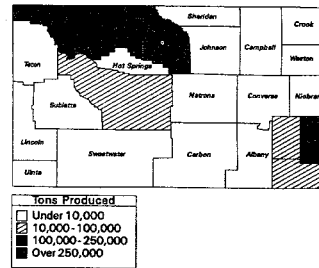 Sheridan
Crook
Johnson
Campbell
Hot Springs
Teton
Weston
Sublette
Natrona
Converse
Niobrara
Lincoln
Sweetwater
Carbon
Albany
Uinta
Tons Produced
Under 10,000
10,000-100,000
100,000-250,000
Over 250,000